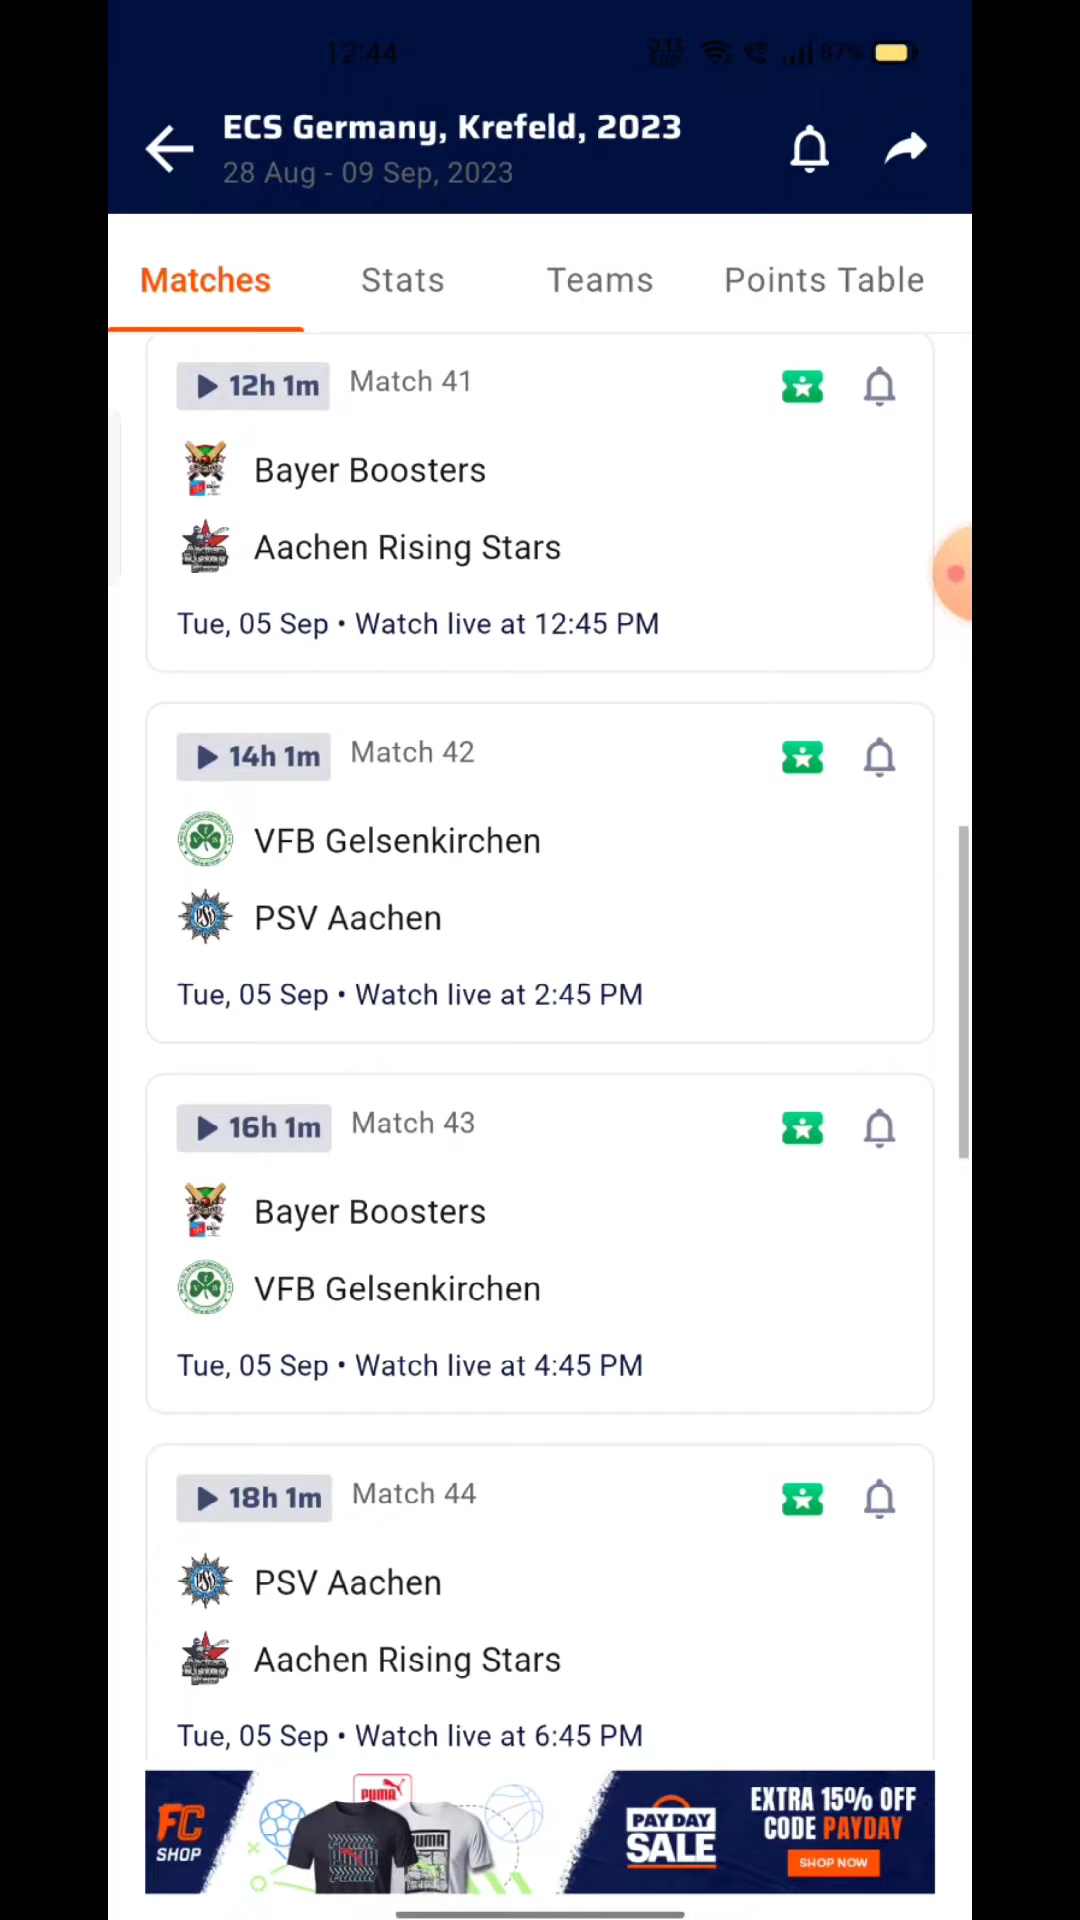 12:44
87%
ECS Germany, Krefeld, 2023
28 Aug - 09 Sep, 2023
Matches Stats Teams Points Table
12h 1m Match 41
Bayer Boosters
Aachen Rising Stars
Tue, 05 Sep • Watch live at 12:45 PM
14h 1m Match 42
VFB Gelsenkirchen
PSV Aachen
Tue, 05 Sep • Watch live at 2:45 PM
16h 1m Match 43
Bayer Boosters
VFB Gelsenkirchen
Tue, 05 Sep • Watch live at 4:45 PM
18h 1m Match 44
PSV Aachen
Aachen Rising Stars
Tue, 05 Sep • Watch live at 6:45 PM
FC
SHOP
PUMA
PUMA
PAY DAY
SALE
EXTRA 15% OFF
CODE PAYDAY
SHOP NOW